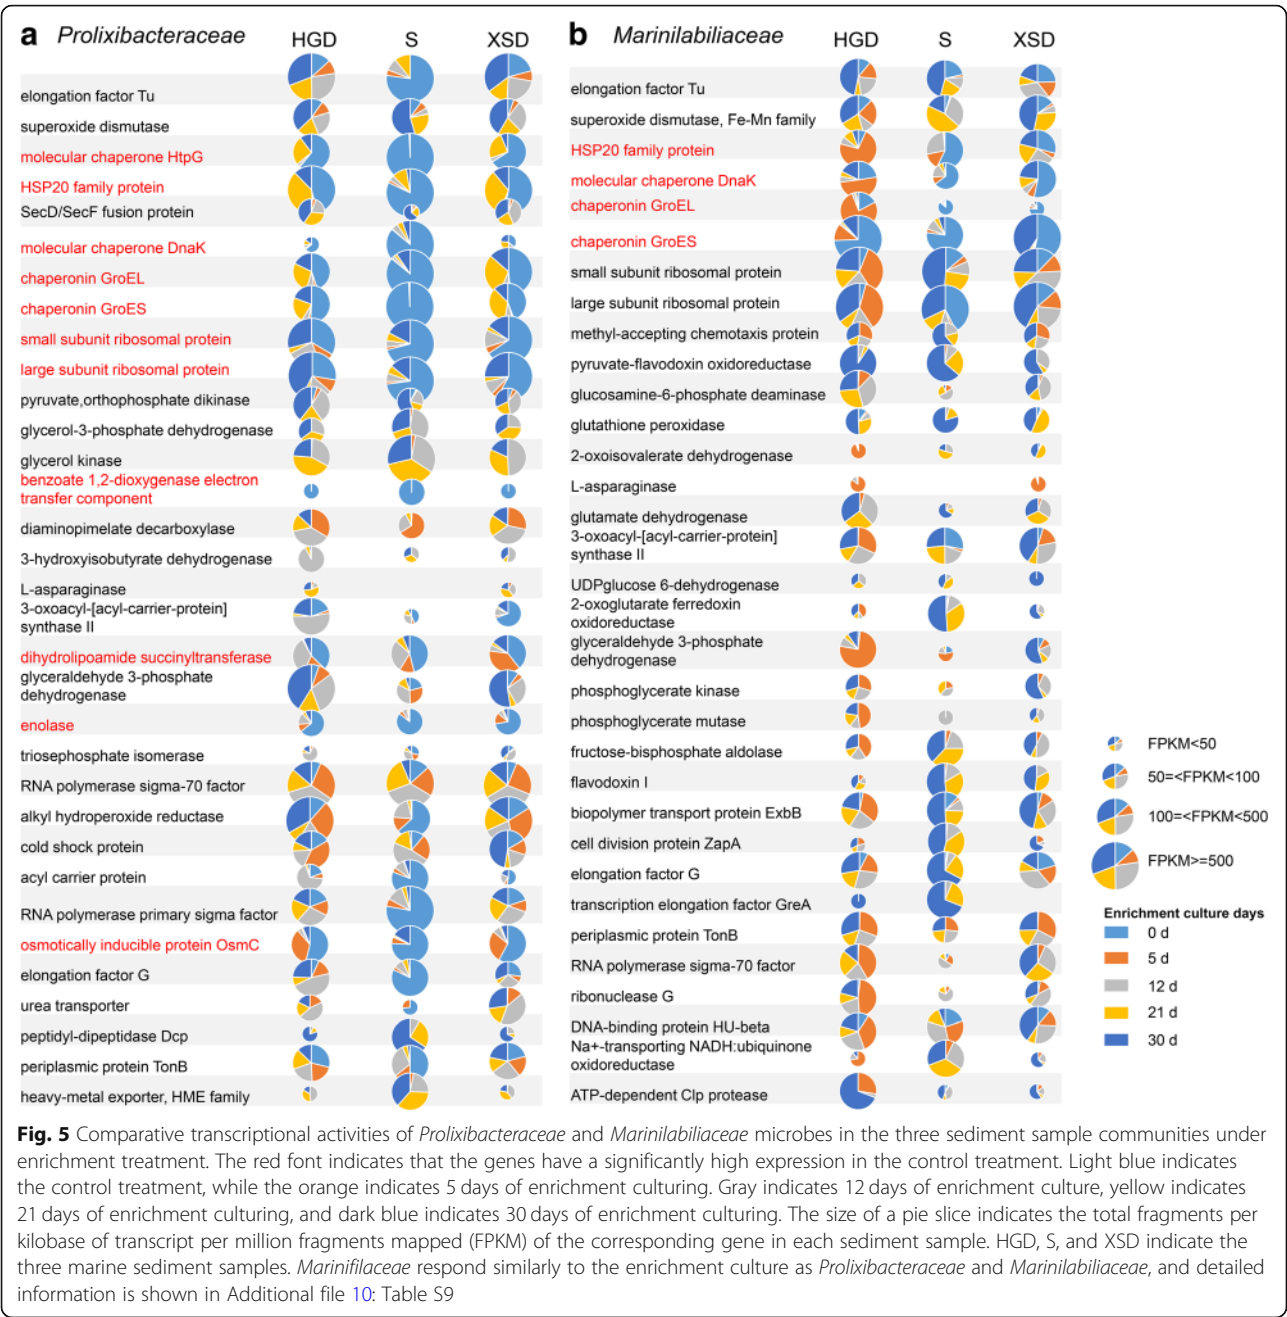 a Prolixibacteraceae
HGD S XSD
elongation factor Tu
superoxide dismutase
molecular chaperone HtpG
HSP20 family protein
SecD/SecF fusion protein
molecular chaperone DnaK
chaperonin GroEL
chaperonin GroES
small subunit ribosomal protein
large subunit ribosomal protein
pyruvate,orthophosphate dikinase
glycerol-3-phosphate dehydrogenase
glycerol kinase
benzoate 1,2-dioxygenase electron
transfer component
diaminopimelate decarboxylase
3-hydroxyisobutyrate dehydrogenase
L-asparaginase
3-oxoacyl-[acyl-carrier-protein]
synthase II
dihydrolipoamide succinyltransferase
glyceraldehyde 3-phosphate
dehydrogenase
enolase
triosephosphate isomerase
RNA polymerase sigma-70 factor
alkyl hydroperoxide reductase
cold shock protein
acyl carrier protein
RNA polymerase primary sigma factor
osmotically inducible protein OsmC
elongation factor G
urea transporter
peptidyl-dipeptidase Dcp
periplasmic protein TonB
heavy-metal exporter, HME family
b Marinilabiliaceae
HGD S XSD
elongation factor Tu
superoxide dismutase, Fe-Mn family
HSP20 family protein
molecular chaperone DnaK
chaperonin GroEL
chaperonin GroES
small subunit ribosomal protein
large subunit ribosomal protein
methyl-accepting chemotaxis protein
pyruvate-flavodoxin oxidoreductase
glucosamine-6-phosphate deaminase
glutathione peroxidase
2-oxoisovalerate dehydrogenase
L-asparaginase
glutamate dehydrogenase
3-oxoacyl-[acyl-carrier-protein]
synthase II
UDPglucose 6-dehydrogenase
2-oxoglutarate ferredoxin
oxidoreductase
glyceraldehyde 3-phosphate
dehydrogenase
phosphoglycerate kinase
phosphoglycerate mutase
fructose-bisphosphate aldolase
flavodoxin I
biopolymer transport protein ExbB
cell division protein ZapA
elongation factor G
transcription elongation factor GreA
periplasmic protein TonB
RNA polymerase sigma-70 factor
ribonuclease G
DNA-binding protein HU-beta
Na+-transporting NADH:ubiquinone
oxidoreductase
ATP-dependent Clp protease
FPKM<50
50=<FPKM<100
100=<FPKM<500
FPKM>=500
Enrichment culture days
0 d
5 d
12 d
21 d
30 d
Fig. 5 Comparative transcriptional activities of Prolixibacteraceae and Marinilabiliaceae microbes in the three sediment sample communities under
enrichment treatment. The red font indicates that the genes have a significantly high expression in the control treatment. Light blue indicates
the control treatment, while the orange indicates 5 days of enrichment culturing. Gray indicates 12 days of enrichment culture, yellow indicates
21 days of enrichment culturing, and dark blue indicates 30 days of enrichment culturing. The size of a pie slice indicates the total fragments per
kilobase of transcript per million fragments mapped (FPKM) of the corresponding gene in each sediment sample. HGD, S, and XSD indicate the
three marine sediment samples. Marinifilaceae respond similarly to the enrichment culture as Prolixibacteraceae and Marinilabiliaceae, and detailed
information is shown in Additional file 10: Table S9